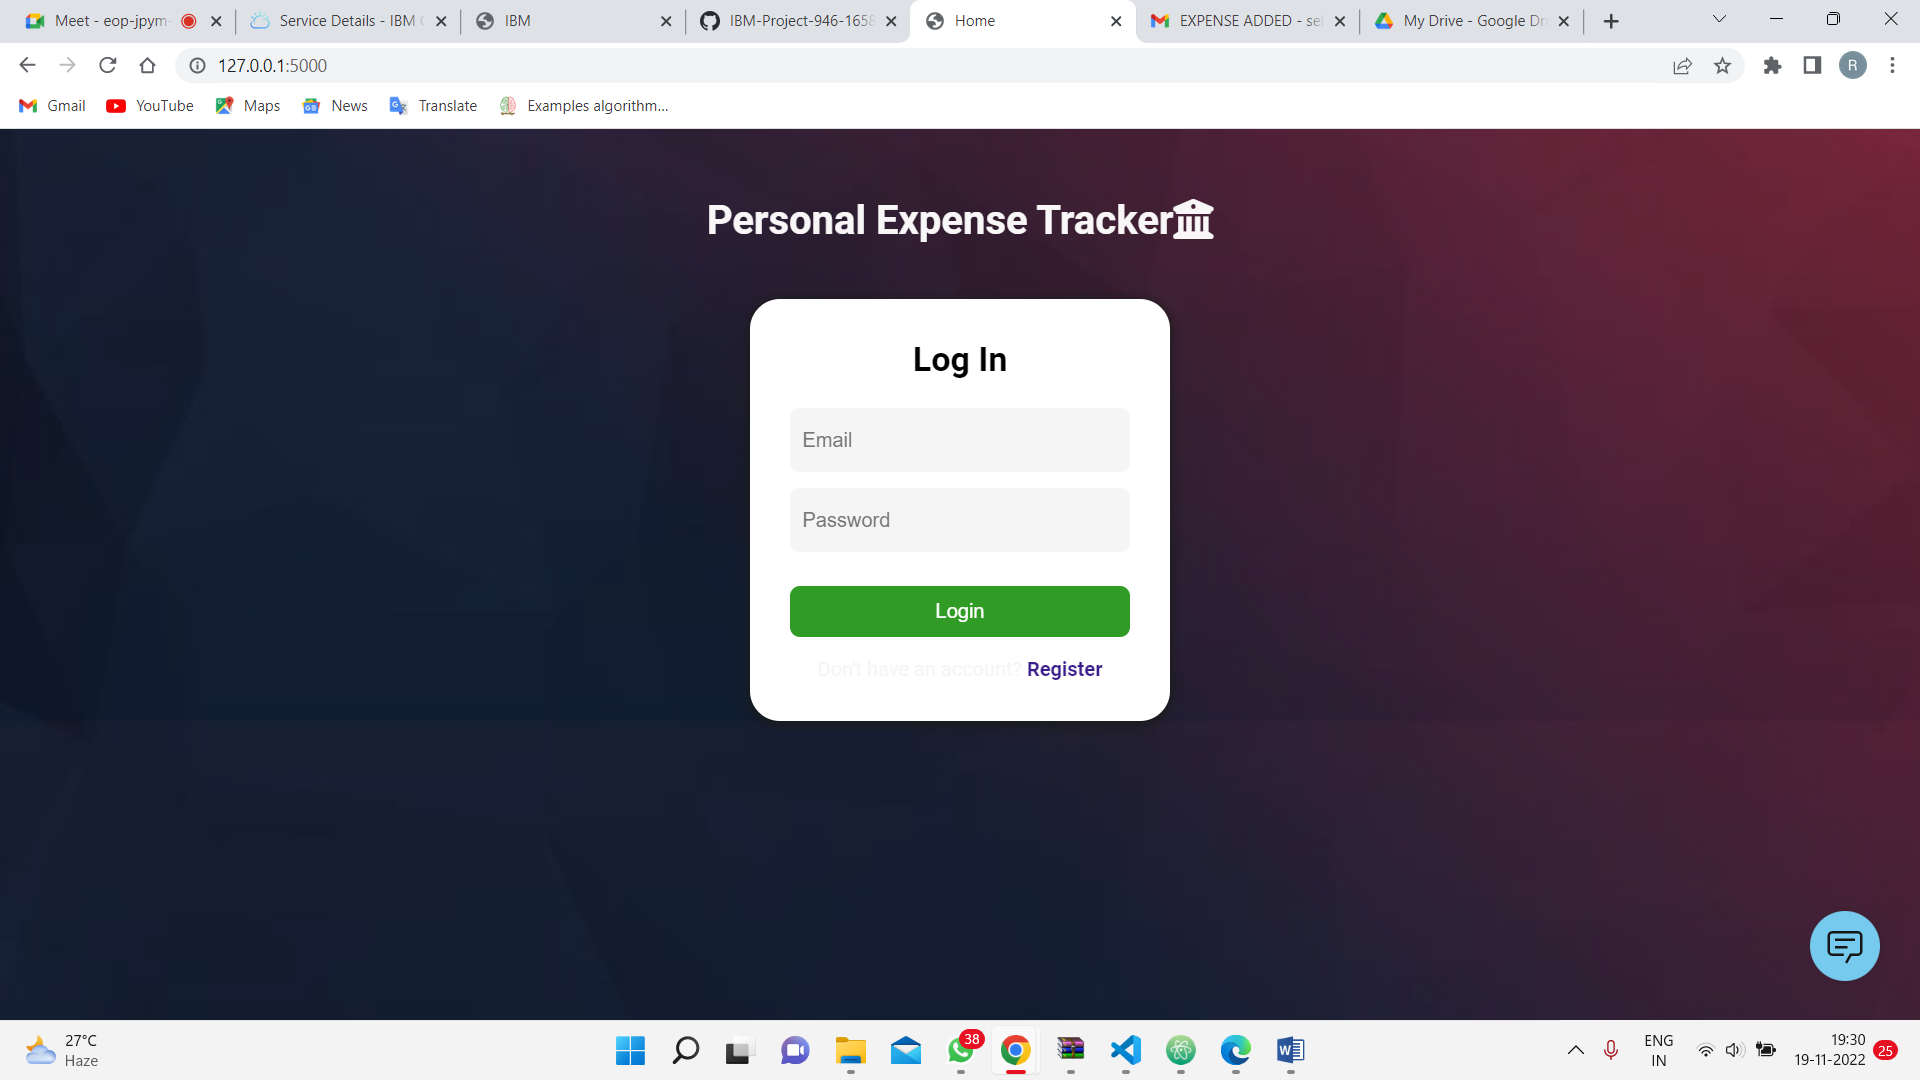 Meet - eop-jpym-
Service Details - IBM C
IBM
IBM-Project-946-1658
Home
EXPENSE ADDED - sel
My Drive - Google Dr
127.0.0.1:5000
R
Gmail
YouTube
Maps
News
Translate
Examples algorithm...
Personal Expense Tracker
Log In
Email
Password
Login
Don't have an account? Register
27°C
Haze
38
ENG
IN
19:30
19-11-2022
25